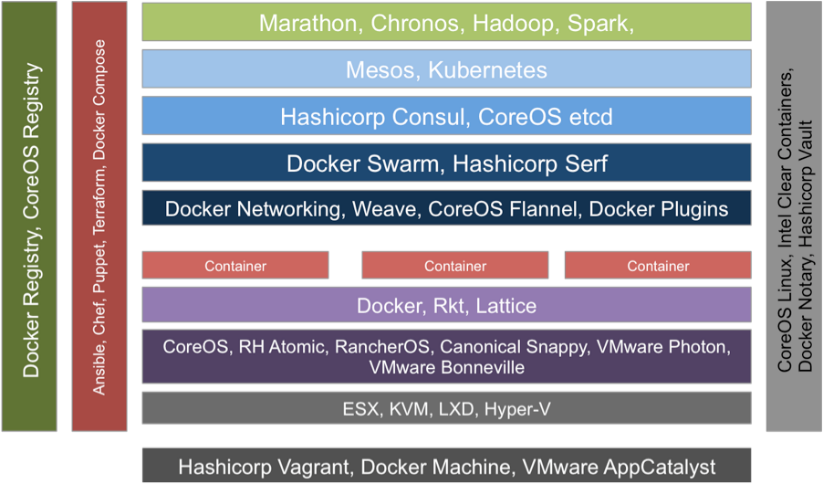 Docker Registry, CoreOS Registry
Ansible, Chef, Puppet, Terraform, Docker Compose
Marathon, Chronos, Hadoop, Spark,
Mesos, Kubernetes
Hashicorp Consul, CoreOS etcd
Docker Swarm, Hashicorp Serf
Docker Networking, Weave, CoreOS Flannel, Docker Plugins
Container
Container
Container
Docker, Rkt, Lattice
CoreOS, RH Atomic, RancherOS, Canonical Snappy, VMware Photon,
VMware Bonneville
ESX, KVM, LXD, Hyper-V
Hashicorp Vagrant, Docker Machine, VMware AppCatalyst
CoreOS Linux, Intel Clear Containers,
Docker Notary, Hashicorp Vault